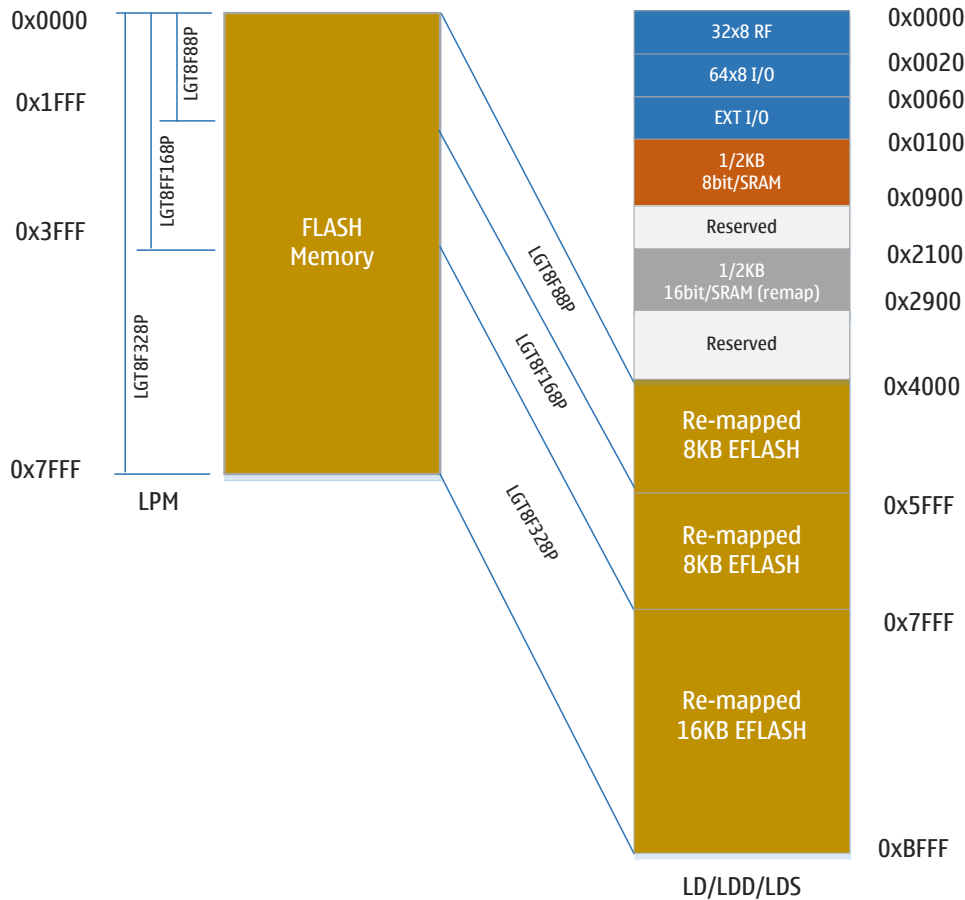 0x0000
0x1FFF
0x3FFF
0x7FFF
LGT8F88P
LGT8FF168P
LGT8F328P
LPM
FLASH
Memory
LGT8F88P
LGT8F168P
LGT8F328P
32x8 RF
64x8 I/O
EXT I/O
1/2KB
8bit/SRAM
Reserved
1/2KB
16bit/SRAM (remap)
Reserved
Re-mapped
8KB EFLASH
Re-mapped
8KB EFLASH
Re-mapped
16KB EFLASH
0x0000
0x0020
0x0060
0x0100
0x0900
0x2100
0x2900
0x4000
0x5FFF
0x7FFF
0xBFFF
LD/LDD/LDS